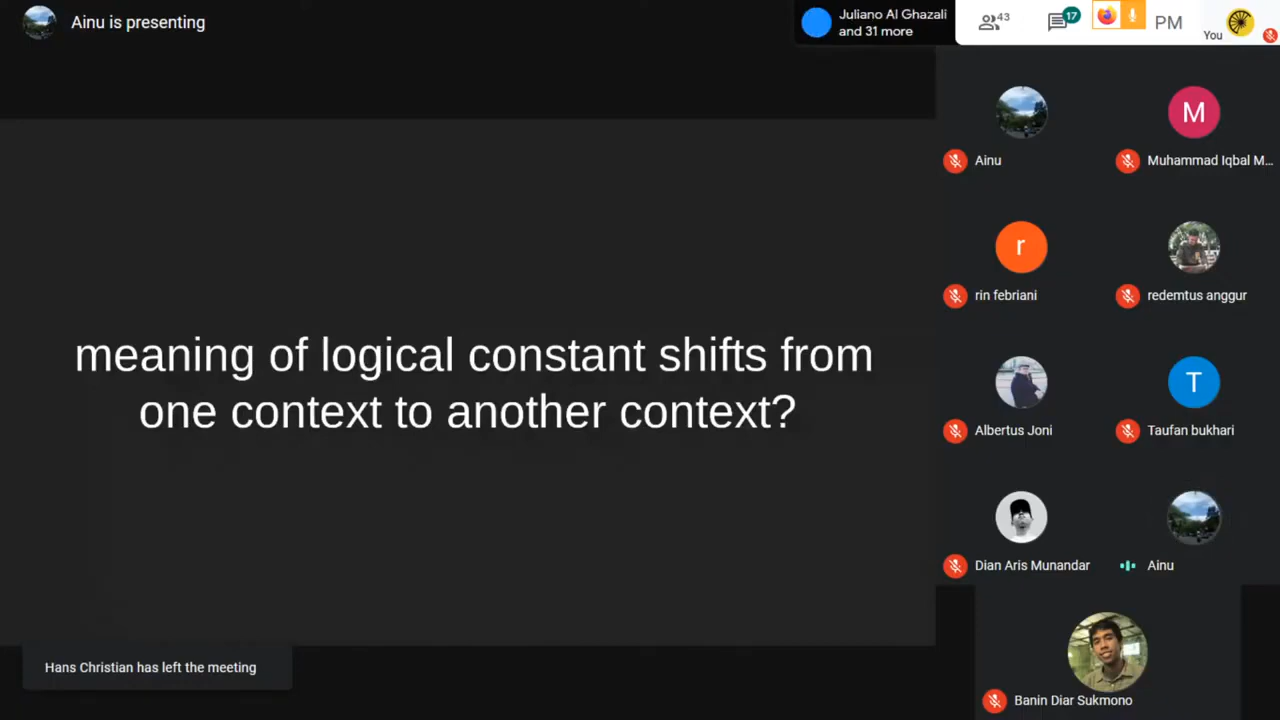 Ainu is presenting
Juliano Al Ghazali
and 31 more
43
17
PM
You
Ainu
M
Muhammad Iqbal M...
r
rin febriani
redemtus anggur
meaning of logical constant shifts from
one context to another context?
Albertus Joni
T
Taufan bukhari
Dian Aris Munandar
Ainu
Hans Christian has left the meeting
Banin Diar Sukmono